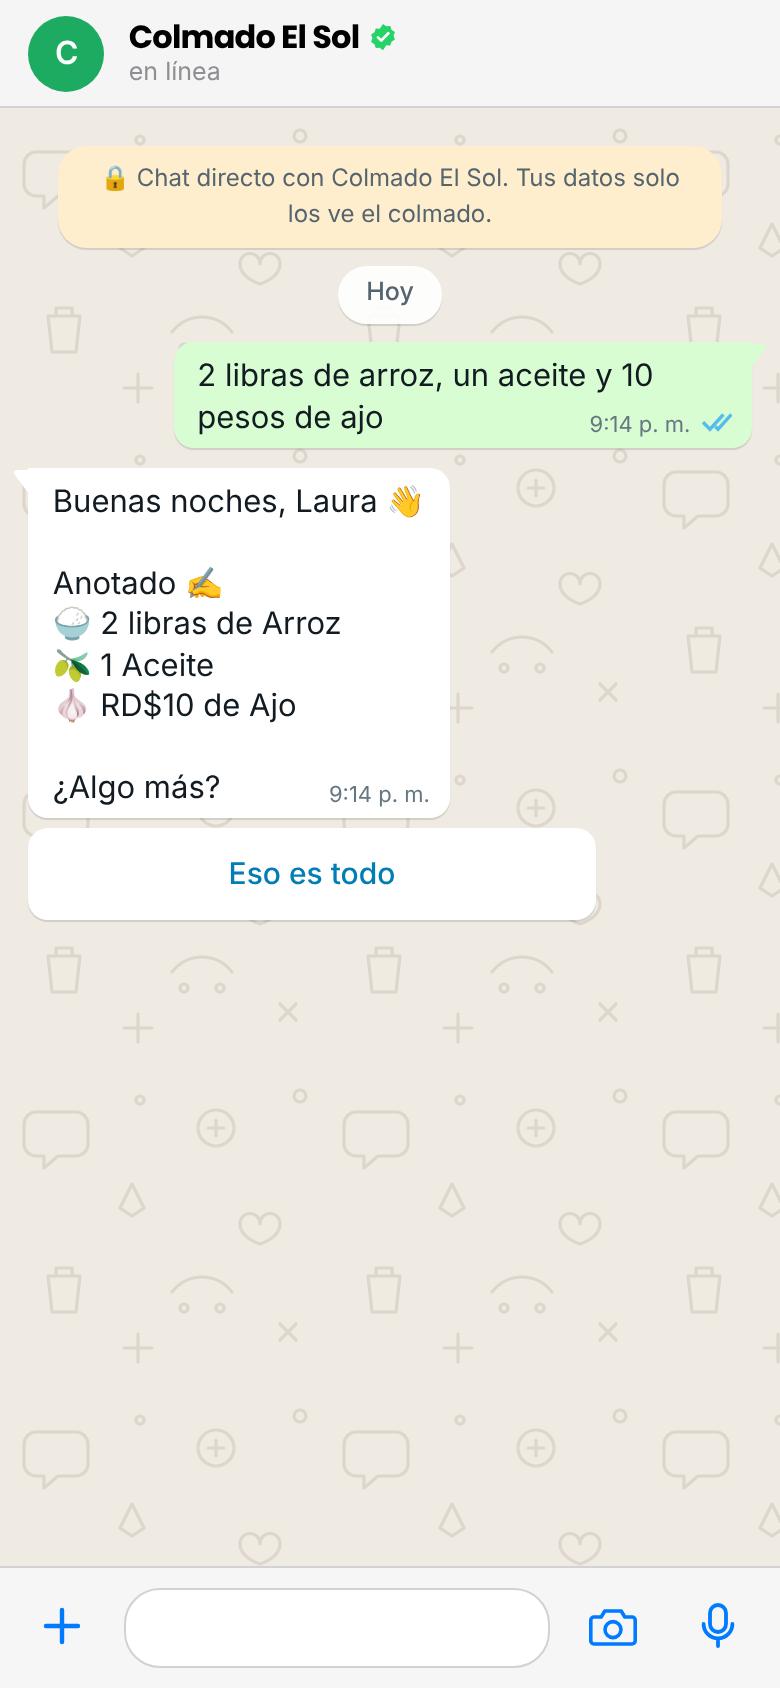 C
Colmado El Sol
en línea
🔒 Chat directo con Colmado El Sol. Tus datos solo
los ve el colmado.
Hoy
2 libras de arroz, un aceite y 10
pesos de ajo
9:14 p. m.
Buenas noches, Laura 👋
Anotado ✍️
🍚 2 libras de Arroz
🫒 1 Aceite
🧄 RD$10 de Ajo
¿Algo más?
9:14 p. m.
Eso es todo